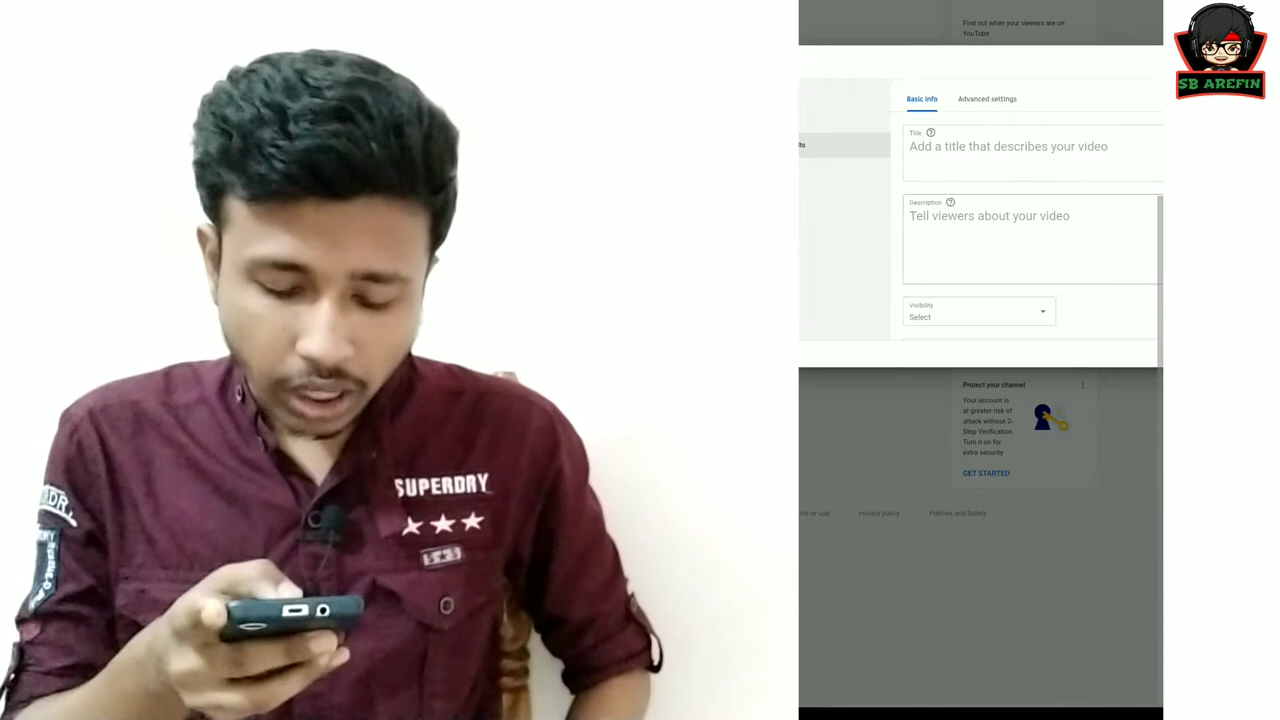 Find out when your viewers are on
YouTube
SB AREFIN
Basic info
Advanced settings
lts
Title
Add a title that describes your video
Description
Tell viewers about your video
Visibility
Select
Protect your channel
Your account is
at greater risk of
attack without 2-
Step Verification.
Turn it on for
extra security
GET STARTED
Privacy policy
Policies and Safety
SUPERDRY